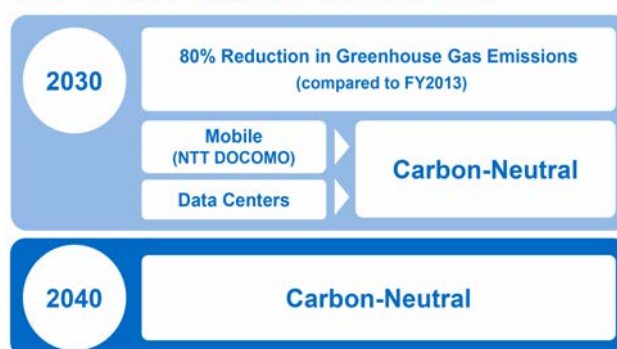 2030
80% Reduction in Greenhouse Gas Emissions
(compared to FY2013)
Mobile
(NTT DOCOMO)
Data Centers
Carbon-Neutral
2040
Carbon-Neutral